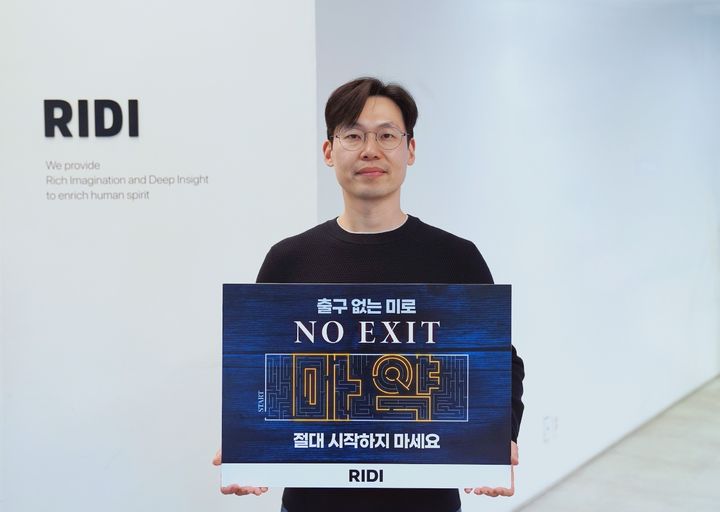 RIDI
We provide
Rich Imagination and Deep Insight
to enrich human spirit
출구 없는 미로
NO EXIT
START
마약
절대 시작하지 마세요
RIDI